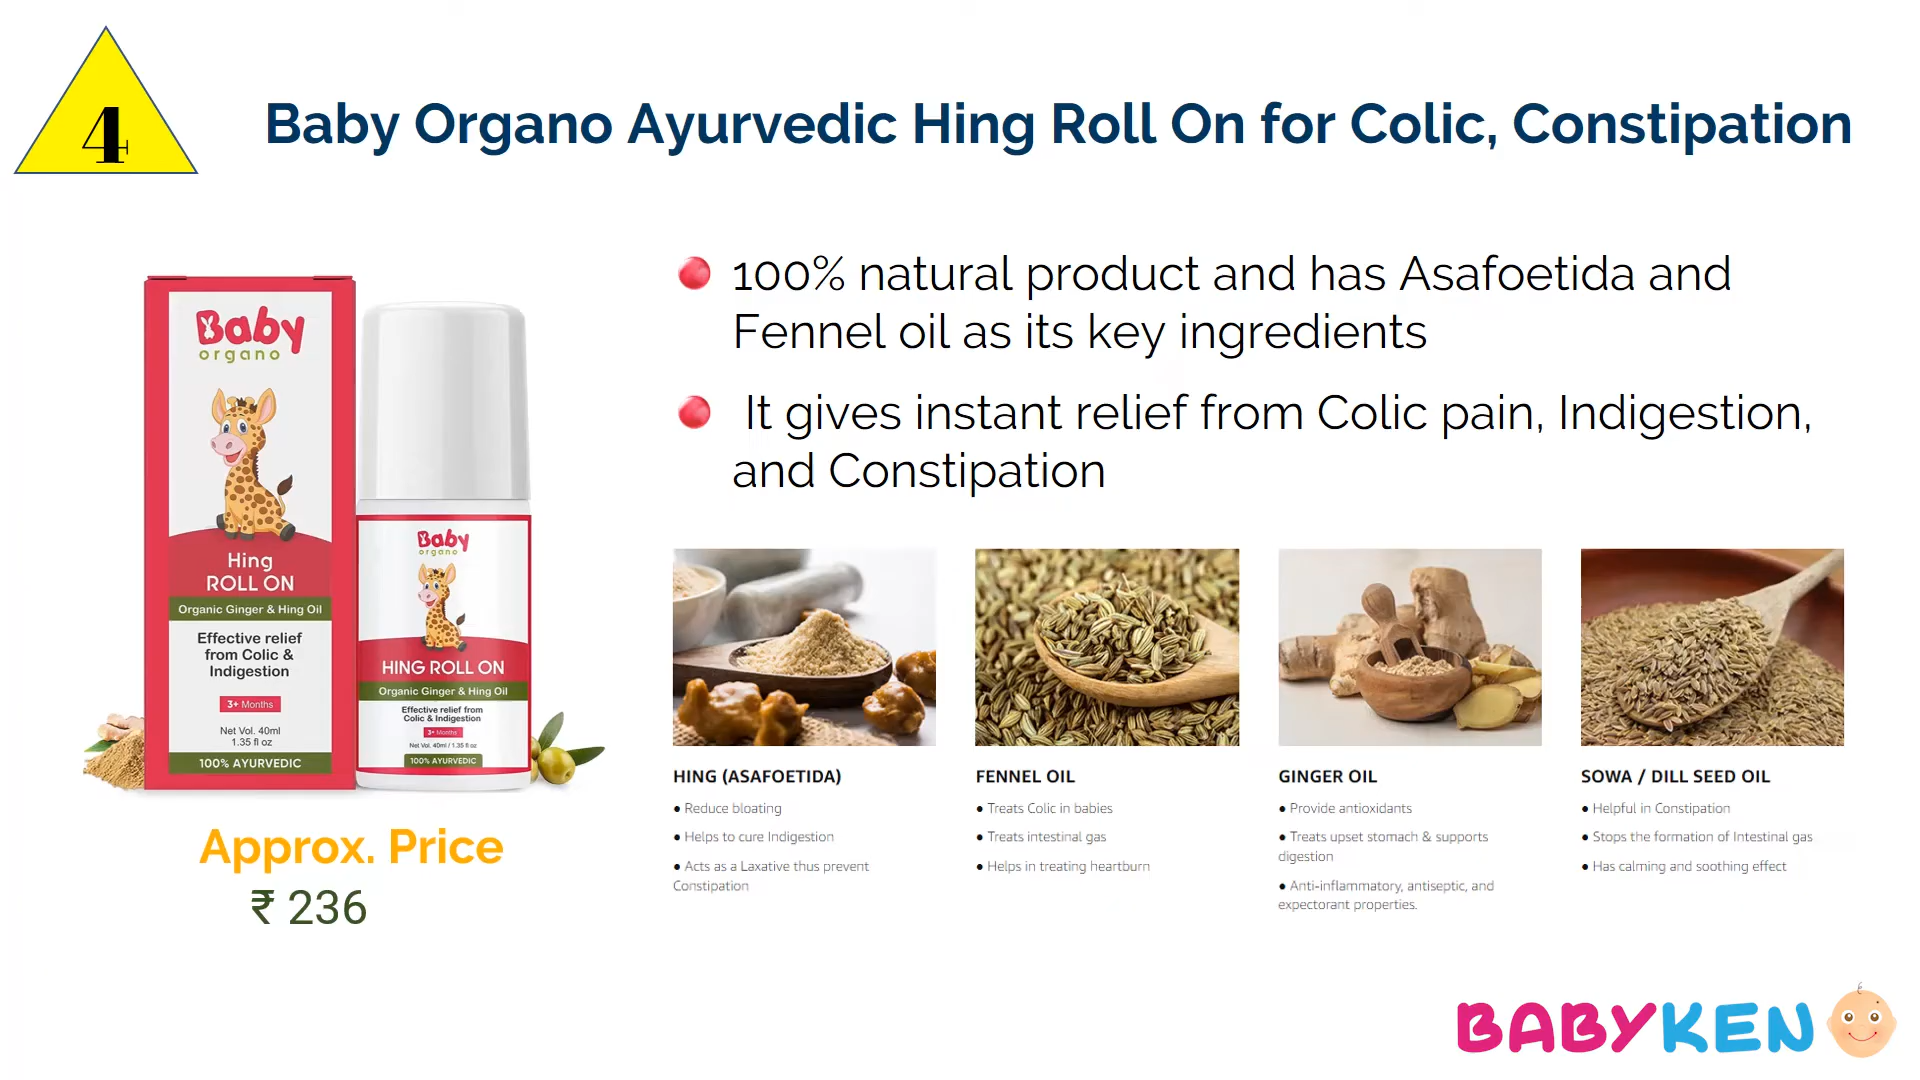 4
Baby Organo Ayurvedic Hing Roll On for Colic, Constipation
100% natural product and has Asafoetida and
Fennel oil as its key ingredients
It gives instant relief from Colic pain, Indigestion,
and Constipation
Baby
organo
Hing
ROLL ON
Organic Ginger & Hing Oil
Effective relief
from Colic &
Indigestion
3+ Months
Net Vol. 40ml
1.35 fl oz
100% AYURVEDIC
Baby
organo
HING ROLL ON
Organic Ginger & Hing Oil
Effective relief from
Colic & Indigestion
3+ Months
Net Vol. 40ml / 1.35 fl oz
100% AYURVEDIC
Approx. Price
₹ 236
HING (ASAFOETIDA)
● Reduce bloating
● Helps to cure Indigestion
● Acts as a Laxative thus prevent
Constipation
FENNEL OIL
● Treats Colic in babies
● Treats intestinal gas
● Helps in treating heartburn
GINGER OIL
● Provide antioxidants
● Treats upset stomach & supports
digestion
● Anti-inflammatory, antiseptic, and
expectorant properties.
SOWA / DILL SEED OIL
● Helpful in Constipation
● Stops the formation of Intestinal gas
● Has calming and soothing effect
BABYKEN